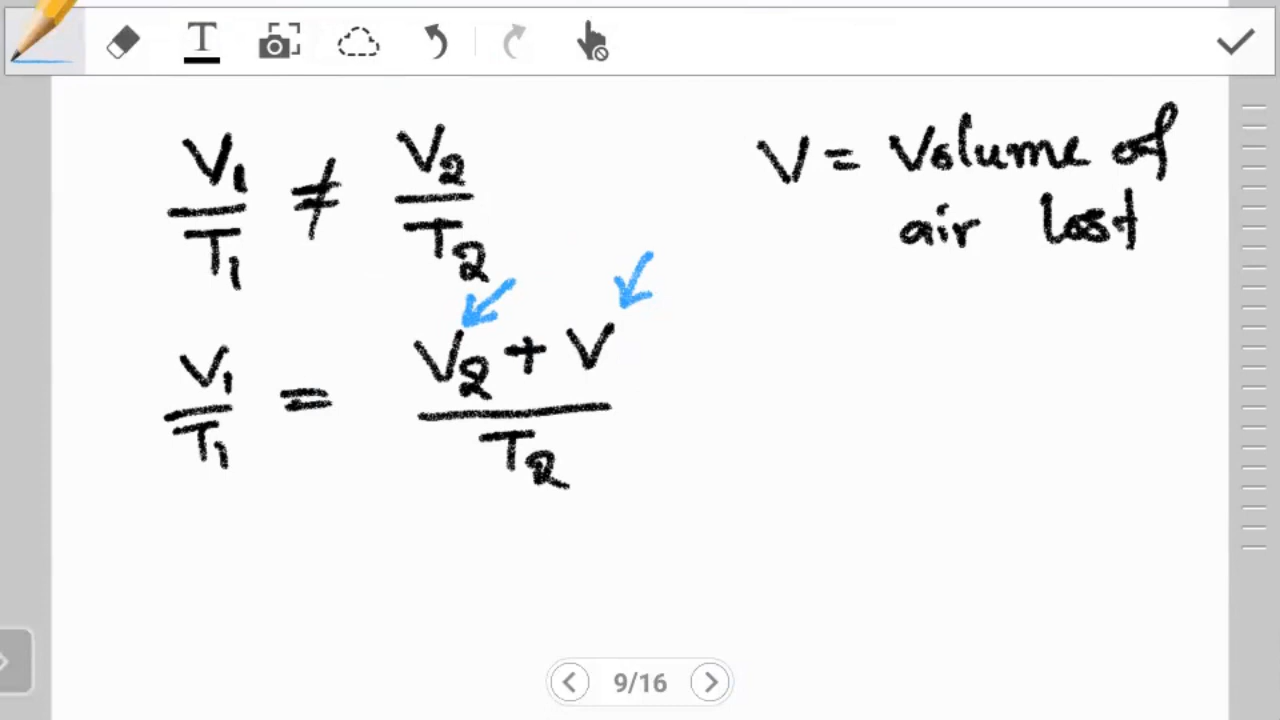 T
V₁/T₁ ≠ V₂/T₂
V = Volume of
air lost
V₁/T₁ = (V₂ + V)/T₂
9/16